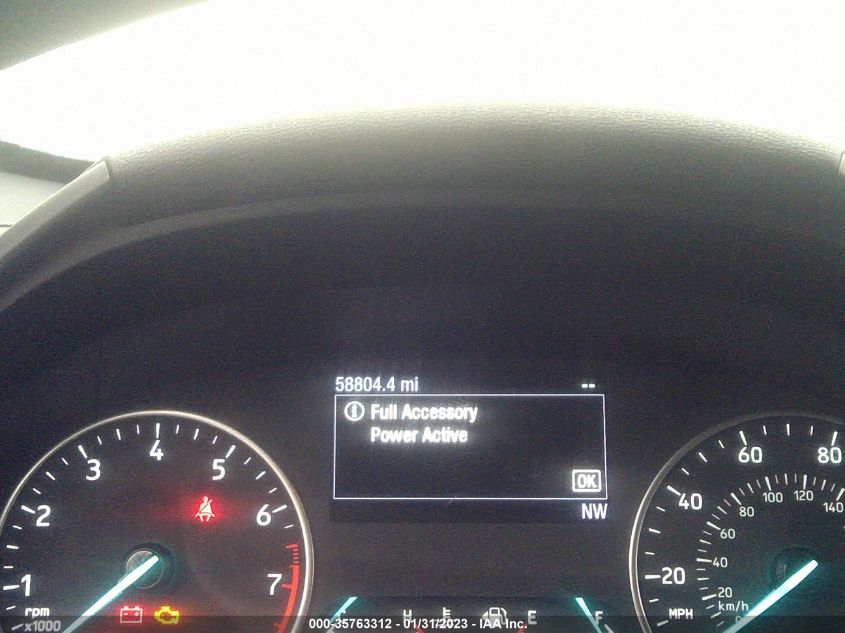 58804.4 mi --
Full Accessory
Power Active
OK
NW
1 2 3 4 5 6 7
rpm
x1000
20 40 60 80
20 40 60 80 100 120 140
km/h
MPH
H E E F
000-35763312 - 01/31/2023 - IAA Inc.